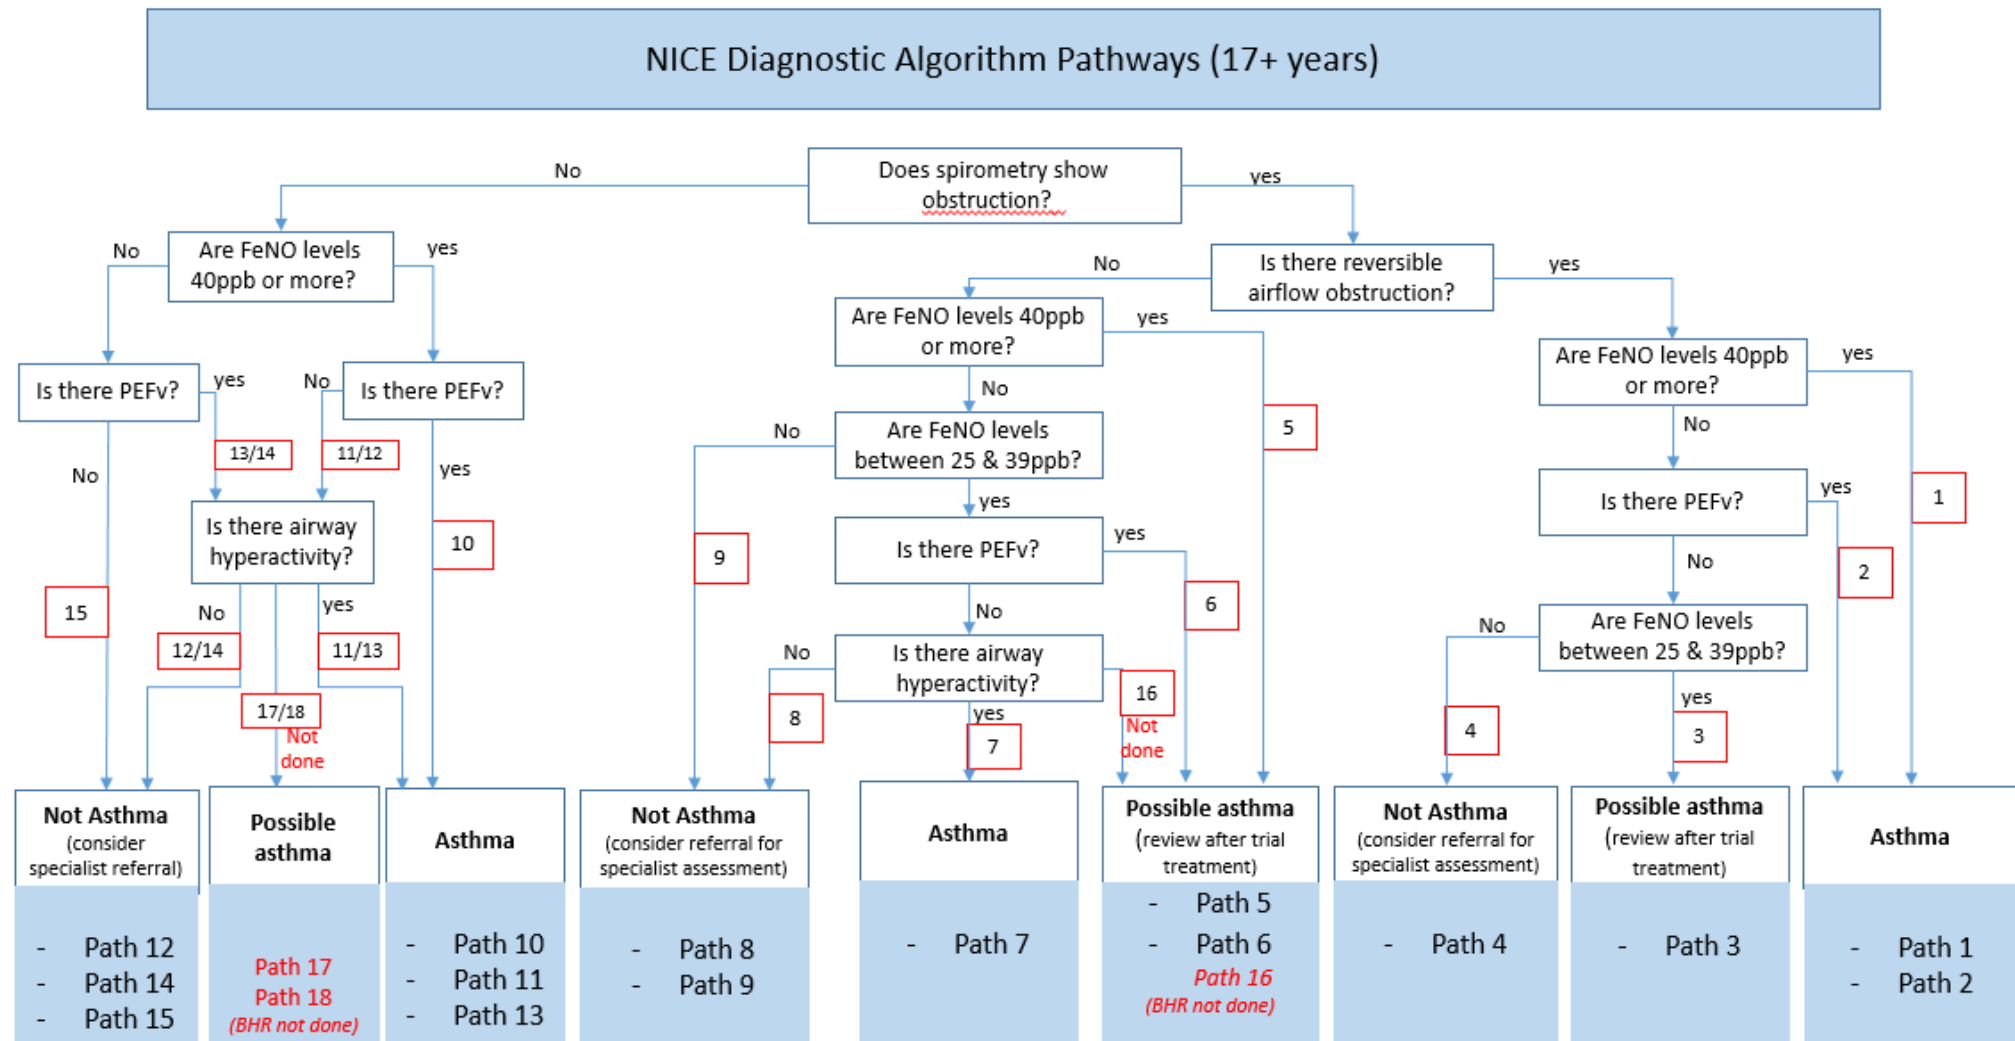 NICE Diagnostic Algorithm Pathways (17+ years)
Does spirometry show
obstruction?
No
yes
Are FeNO levels
40ppb or more?
No
yes
Is there reversible
airflow obstruction?
No
yes
Are FeNO levels 40ppb
or more?
yes
No
Are FeNO levels 40ppb
or more?
yes
No
Is there PEFv?
yes
No
Is there PEFv?
No
yes
13/14
11/12
Are FeNO levels
between 25 & 39ppb?
No
yes
5
Is there PEFv?
yes
No
1
Is there airway
hyperactivity?
No
yes
10
15
12/14
11/13
17/18
Not
done
9
Is there PEFv?
yes
No
6
2
Is there airway
hyperactivity?
No
yes
8
7
16
Not
done
Are FeNO levels
between 25 & 39ppb?
No
yes
4
3
Not Asthma
(consider
specialist referral)
- Path 12
- Path 14
- Path 15
Possible
asthma
Path 17
Path 18
(BHR not done)
Asthma
- Path 10
- Path 11
- Path 13
Not Asthma
(consider referral for
specialist assessment)
- Path 8
- Path 9
Asthma
- Path 7
Possible asthma
(review after trial
treatment)
- Path 5
- Path 6
Path 16
(BHR not done)
Not Asthma
(consider referral for
specialist assessment)
- Path 4
Possible asthma
(review after trial
treatment)
- Path 3
Asthma
- Path 1
- Path 2